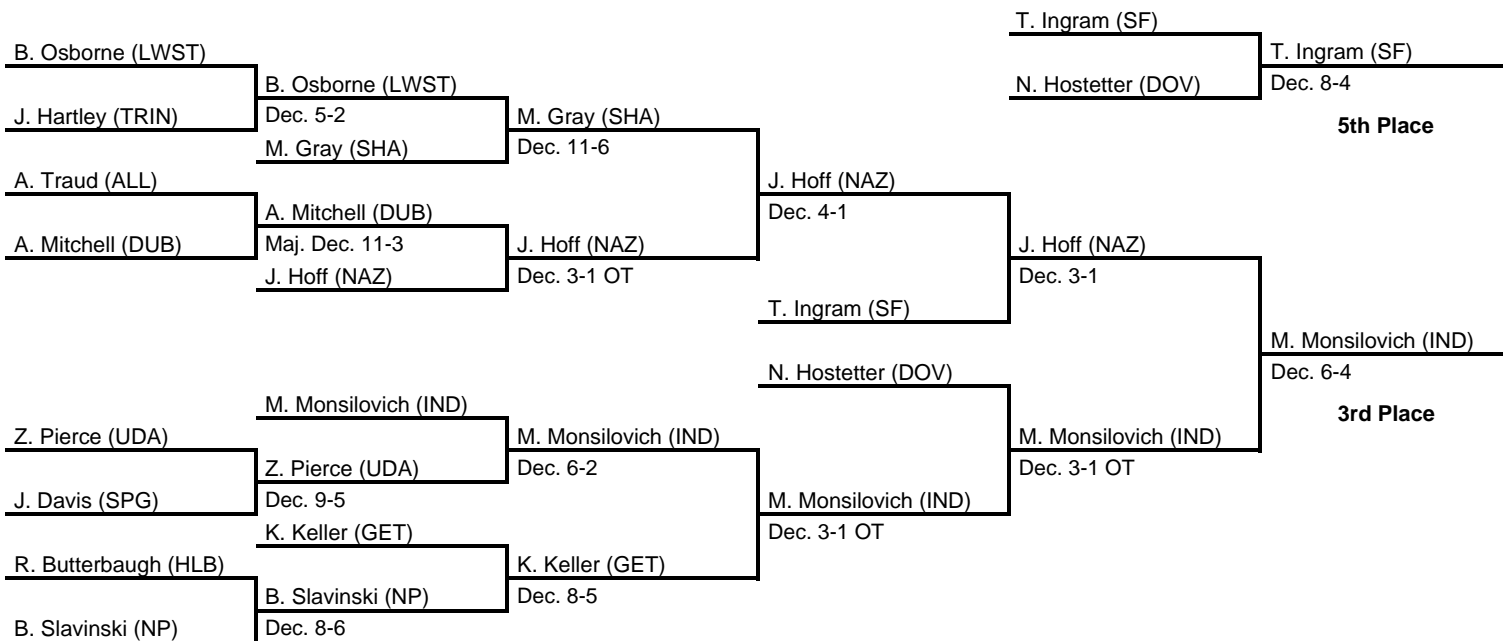 T. Ingram (SF)
B. Osborne (LWST)
T. Ingram (SF)
B. Osborne (LWST)
N. Hostetter (DOV)
Dec. 8-4
J. Hartley (TRIN)
Dec. 5-2
M. Gray (SHA)
5th Place
M. Gray (SHA)
Dec. 11-6
A. Traud (ALL)
J. Hoff (NAZ)
A. Mitchell (DUB)
Dec. 4-1
A. Mitchell (DUB)
Maj. Dec. 11-3
J. Hoff (NAZ)
J. Hoff (NAZ)
J. Hoff (NAZ)
Dec. 3-1 OT
Dec. 3-1
T. Ingram (SF)
M. Monsilovich (IND)
N. Hostetter (DOV)
Dec. 6-4
M. Monsilovich (IND)
3rd Place
Z. Pierce (UDA)
M. Monsilovich (IND)
M. Monsilovich (IND)
Z. Pierce (UDA)
Dec. 6-2
Dec. 3-1 OT
J. Davis (SPG)
Dec. 9-5
M. Monsilovich (IND)
K. Keller (GET)
Dec. 3-1 OT
R. Butterbaugh (HLB)
K. Keller (GET)
B. Slavinski (NP)
Dec. 8-5
B. Slavinski (NP)
Dec. 8-6